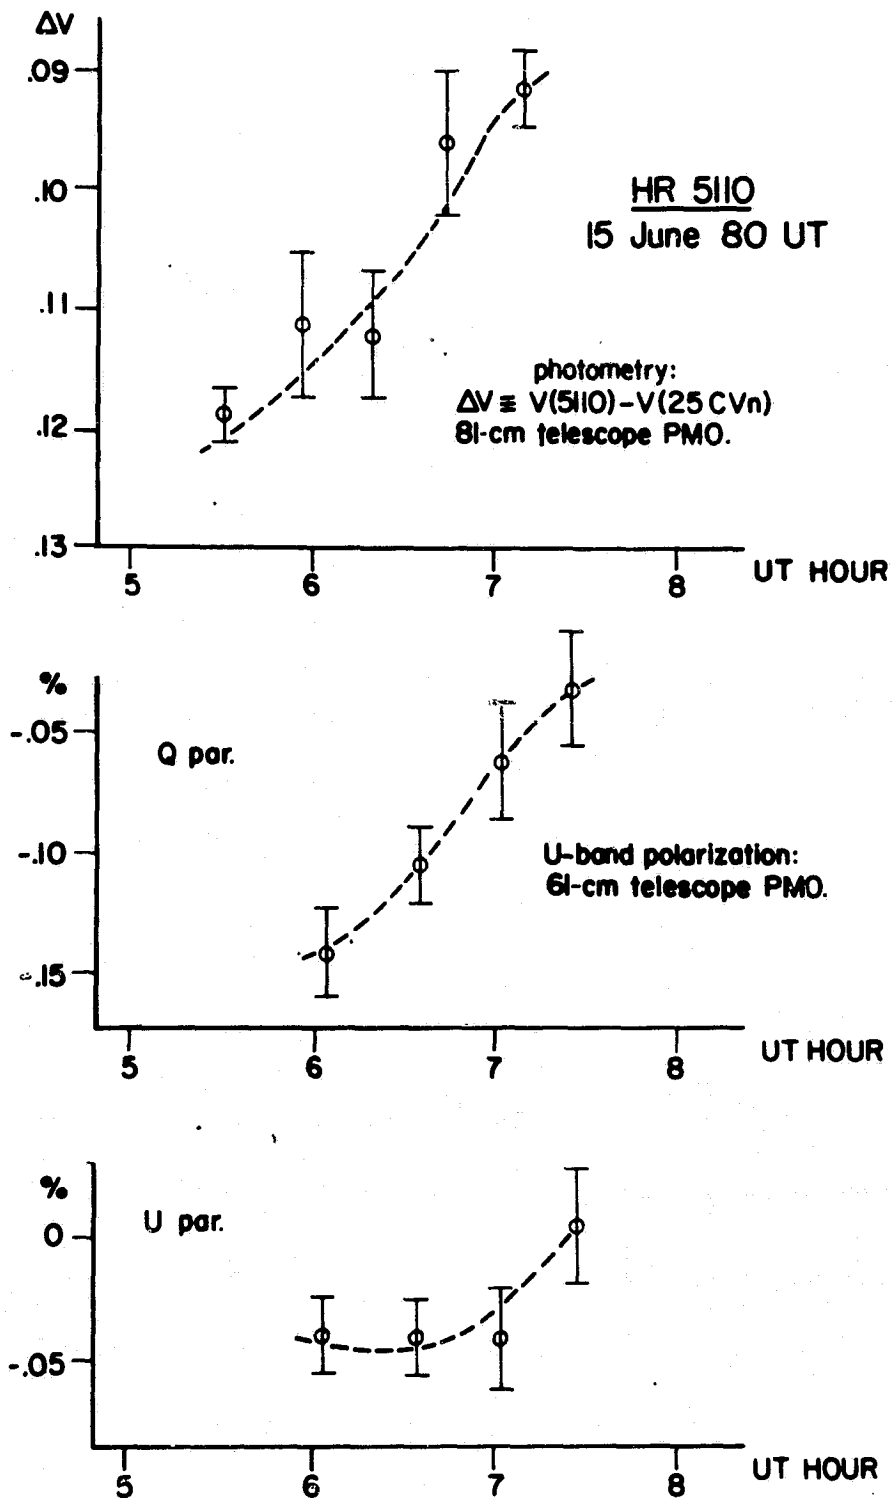 ΔV
.09
.10
.11
.12
.13
HR 5110
15 June 80 UT
photometry:
ΔV ≡ V(5110)-V(25 CVn)
81-cm telescope PMO.
5 6 7 8 UT HOUR
%
-.05
-.10
-.15
Q par.
U-band polarization:
61-cm telescope PMO.
5 6 7 8 UT HOUR
%
0
-.05
U par.
5 6 7 8 UT HOUR